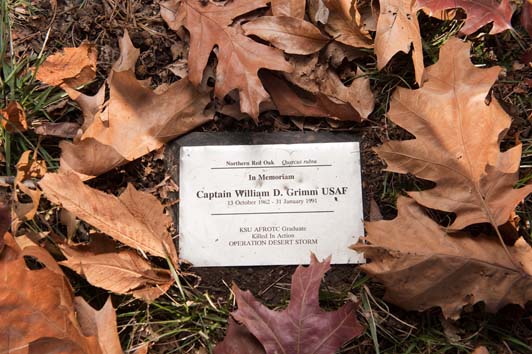 Northern Red Oak Quercus rubra
In Memoriam
Captain William D. Grimm USAF
13 October 1962 - 31 January 1991
KSU AFROTC Graduate
Killed In Action
OPERATION DESERT STORM